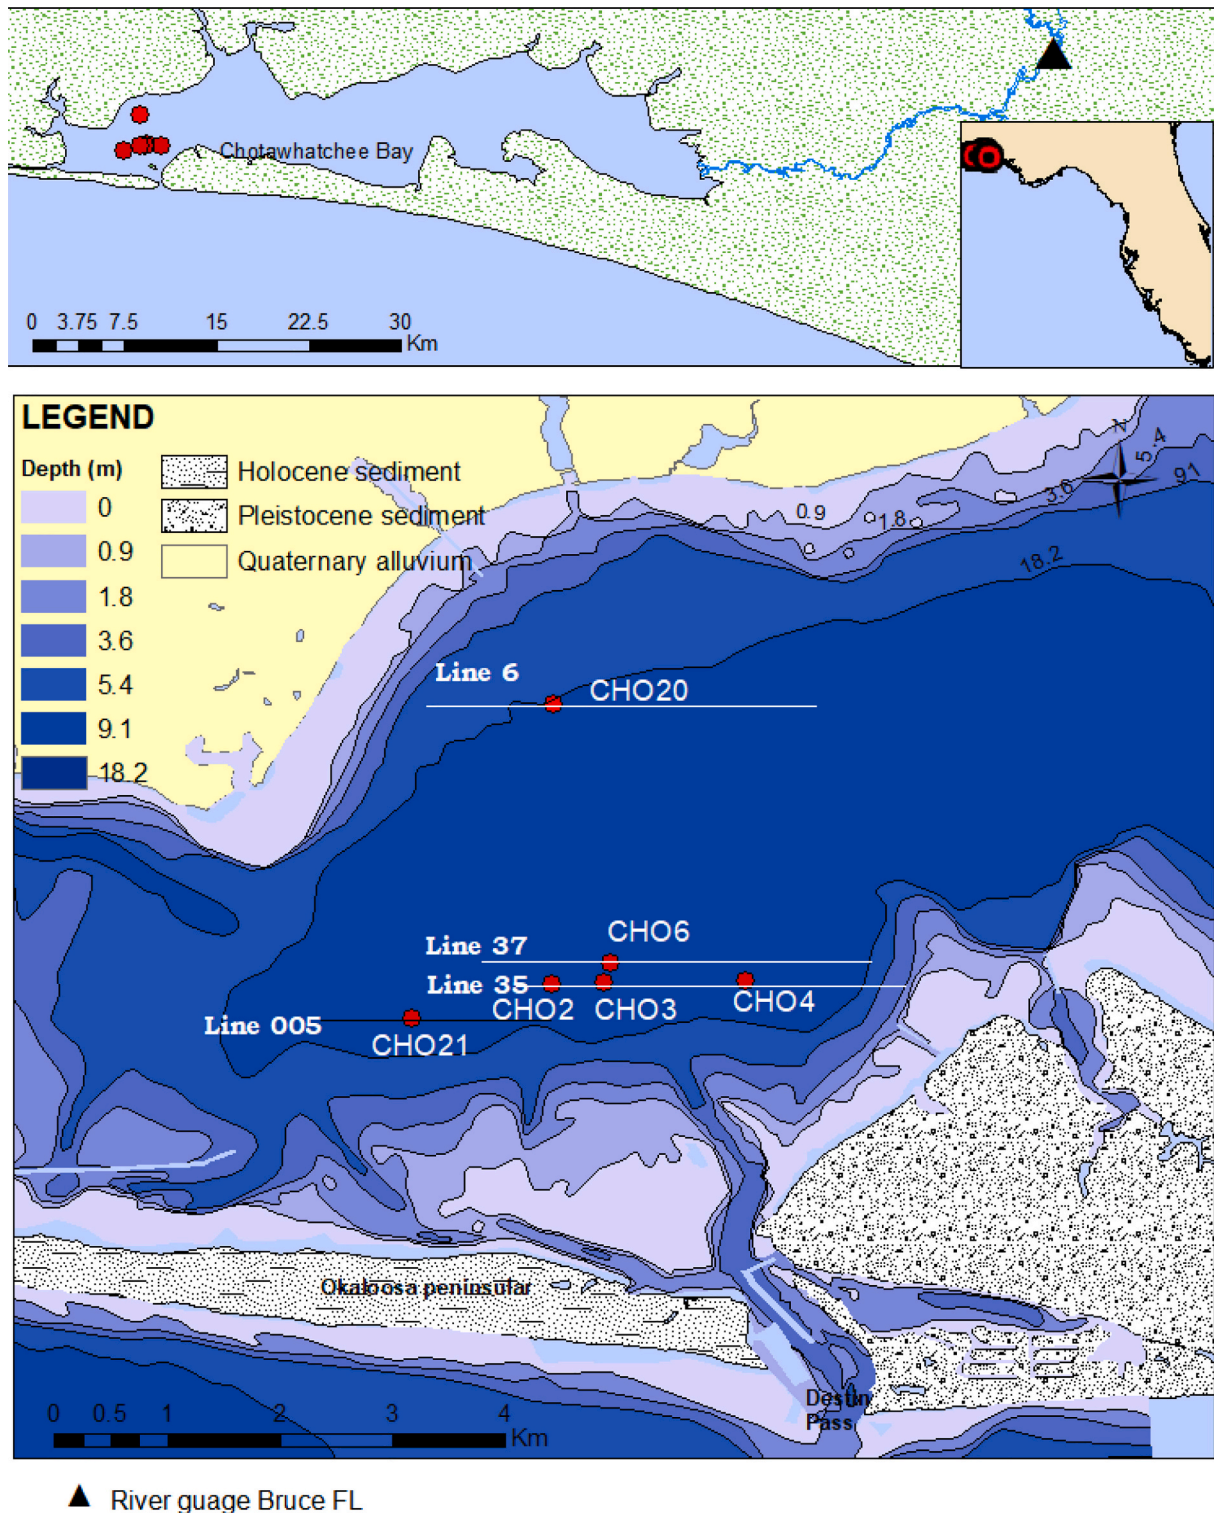 Chotawhatchee Bay
0 3.75 7.5 15 22.5 30
Km
LEGEND
Depth (m)
0
0.9
1.8
3.6
5.4
9.1
18.2
Holocene sediment
Pleistocene sediment
Quaternary alluvium
N
5.4
91
3.6
0.9
1.8
18.2
Line 6
CHO20
CHO6
Line 37
Line 35
CHO2
CHO3
CHO4
Line 005
CHO21
Okaloosa peninsular
Destin
Pass
0 0.5 1 2 3 4
Km
River guage Bruce FL